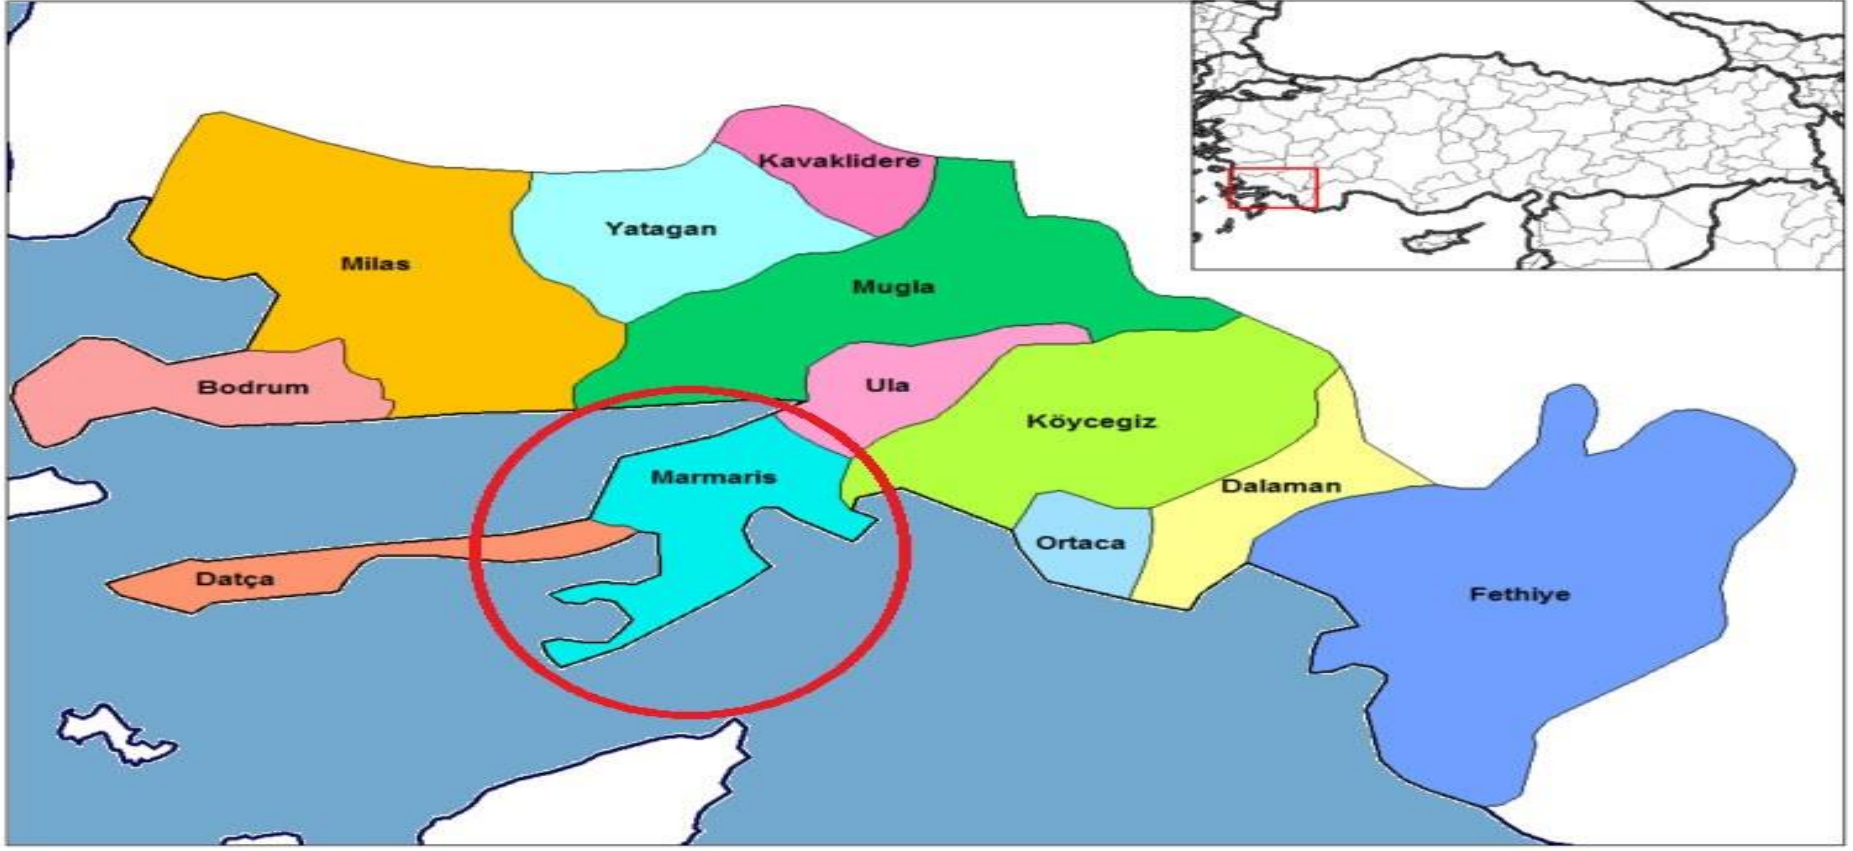 Kavaklidere
Yatagan
Milas
Mugla
Bodrum
Ula
Köycegiz
Marmaris
Dalaman
Ortaca
Datça
Fethiye